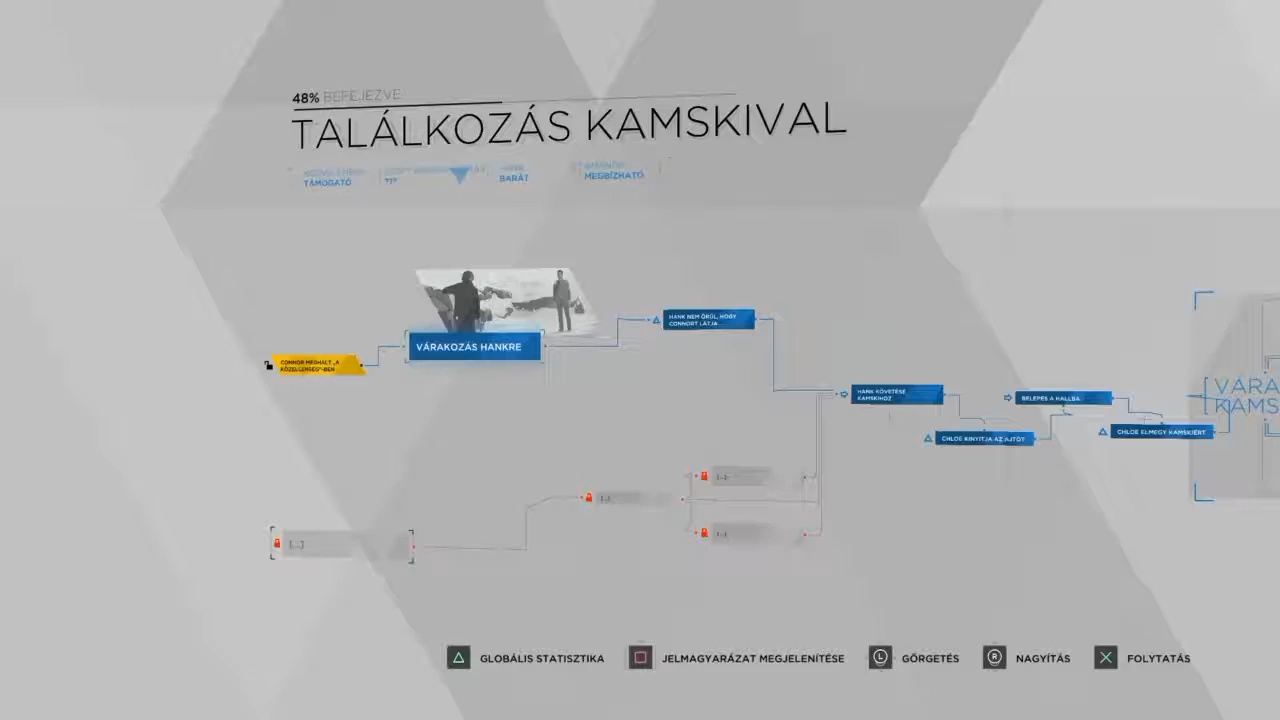 48% BEFEJEZVE
TALÁLKOZÁS KAMSKIVAL
TÁMOGATÓ
???
BARÁT
MEGBÍZHATÓ
HANK NEM ÖRÜL, HOGY
CONNORT LÁTJA...
VÁRAKOZÁS HANKRE
CONNOR MEGHALT „A
KÖZELLENSÉG"-BEN
HANK KÖVETÉSE
KAMSKIHOZ
BELÉPÉS A HALLBA
VÁRA
KAMS
CHLOE KINYITJA AZ AJTÓT
CHLOE ELMEGY KAMSKIÉRT
[...]
[...]
[...]
[...]
GLOBÁLIS STATISZTIKA
JELMAGYARÁZAT MEGJELENÍTÉSE
L
GÖRGETÉS
R
NAGYÍTÁS
FOLYTATÁS